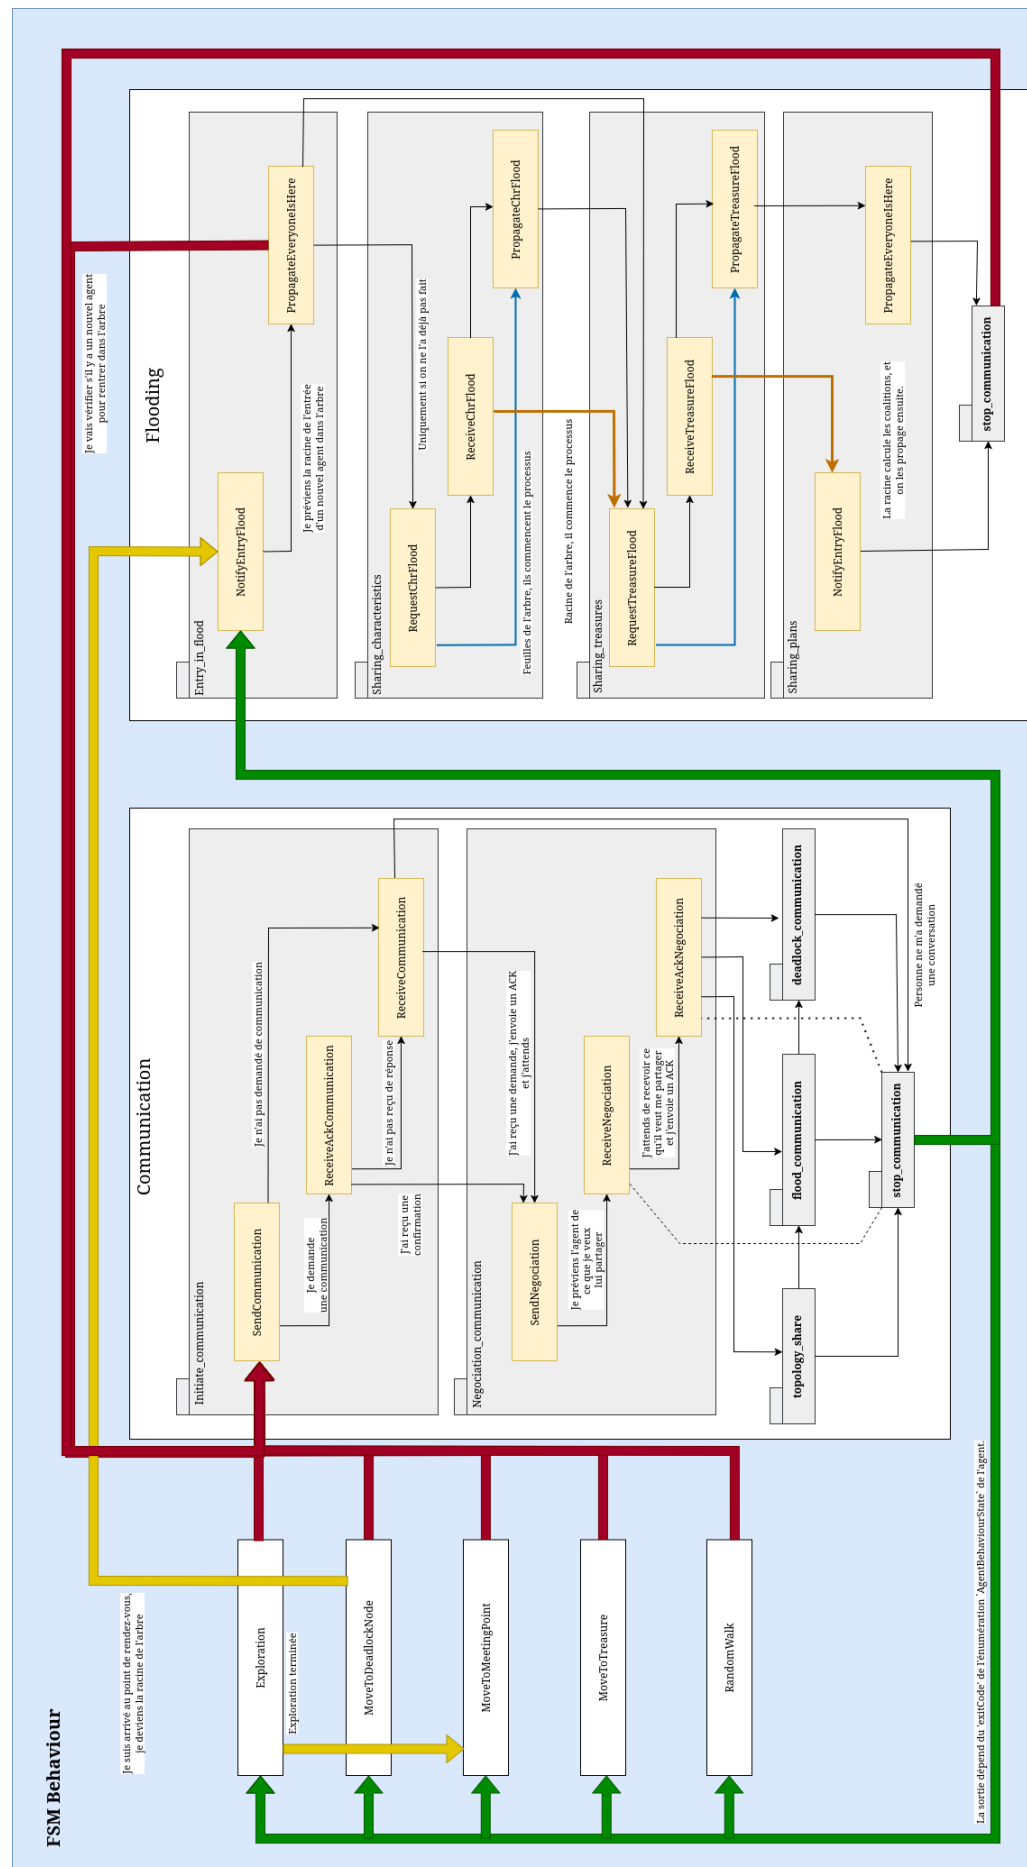 FSM Behaviour
Je suis arrivé au point de rendez-vous,
je deviens la racine de l'arbre
Exploration
Exploration terminée
MoveToDeadlockNode
MoveToMeetingPoint
MoveToTreasure
RandomWalk
La sortie dépend du 'exitCode' de l'énumération `AgentBehaviourState` de l'agent.
Communication
Initiate_communication
SendCommunication
Je n'ai pas demandé de communication
Je demande
une communication
ReceiveAckCommunication
Je n'ai pas reçu de réponse
J'ai reçu une
confirmation
ReceiveCommunication
J'ai reçu une demande, j'envoie un ACK
et j'attends
Negociation_communication
SendNegociation
Je préviens l'agent de
ce que je veux
lui partager
ReceiveNegociation
J'attends de recevoir ce
qu'il veut me partager
et j'envoie un ACK
ReceiveAckNegociation
topology_share
flood_communication
deadlock_communication
stop_communication
Personne ne m'a demandé
une conversation
Flooding
Je vais vérifier s'il y a un nouvel agent
pour rentrer dans l'arbre
Entry_in_flood
NotifyEntryFlood
Je préviens la racine de l'entrée
d'un nouvel agent dans l'arbre
PropagateEveryoneIsHere
Sharing_characteristics
RequestChrFlood
Uniquement si on ne l'a déjà pas fait
ReceiveChrFlood
PropagateChrFlood
Feuilles de l'arbre, ils commencent le processus
Racine de l'arbre, il commence le processus
Sharing_treasures
RequestTreasureFlood
ReceiveTreasureFlood
PropagateTreasureFlood
Sharing_plans
NotifyEntryFlood
PropagateEveryoneIsHere
La racine calcule les coalitions, et
on les propage ensuite.
stop_communication